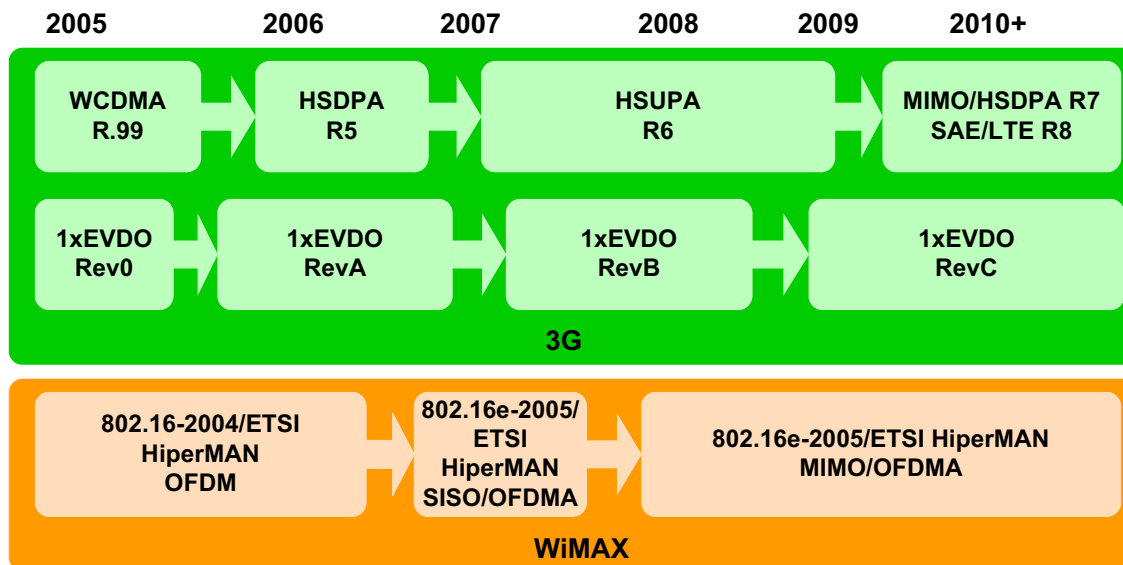 2005 2006 2007 2008 2009 2010+
WCDMA
R.99
HSDPA
R5
HSUPA
R6
MIMO/HSDPA R7
SAE/LTE R8
1xEVDO
Rev0
1xEVDO
RevA
1xEVDO
RevB
1xEVDO
RevC
3G
802.16-2004/ETSI
HiperMAN
OFDM
802.16e-2005/
ETSI
HiperMAN
SISO/OFDMA
802.16e-2005/ETSI HiperMAN
MIMO/OFDMA
WiMAX